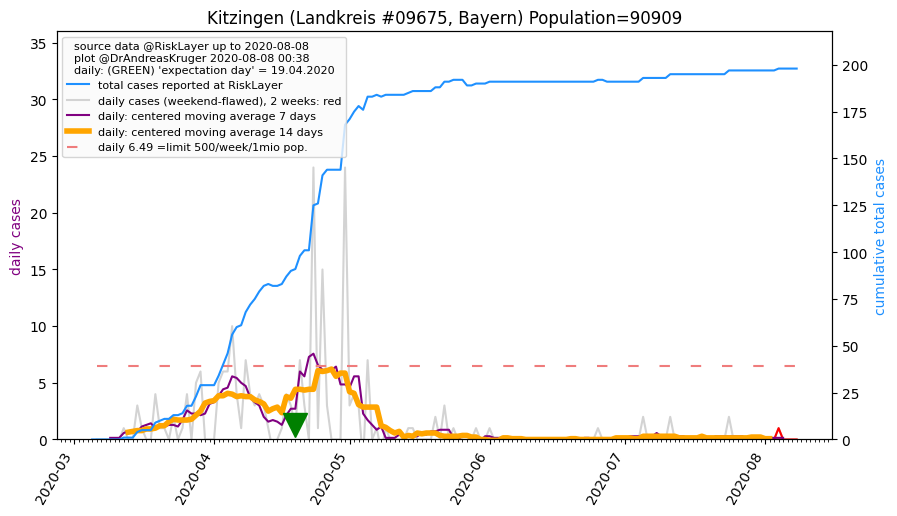 Kitzingen (Landkreis #09675, Bayern) Population=90909
source data @RiskLayer up to 2020-08-08
plot @DrAndreasKruger 2020-08-08 00:38
daily: (GREEN) 'expectation day' = 19.04.2020
total cases reported at RiskLayer
daily cases (weekend-flawed), 2 weeks: red
daily: centered moving average 7 days
daily: centered moving average 14 days
daily 6.49 =limit 500/week/1mio pop.
daily cases
35
30
25
20
15
10
5
0
cumulative total cases
200
175
150
125
100
75
50
25
0
2020-03
2020-04
2020-05
2020-06
2020-07
2020-08